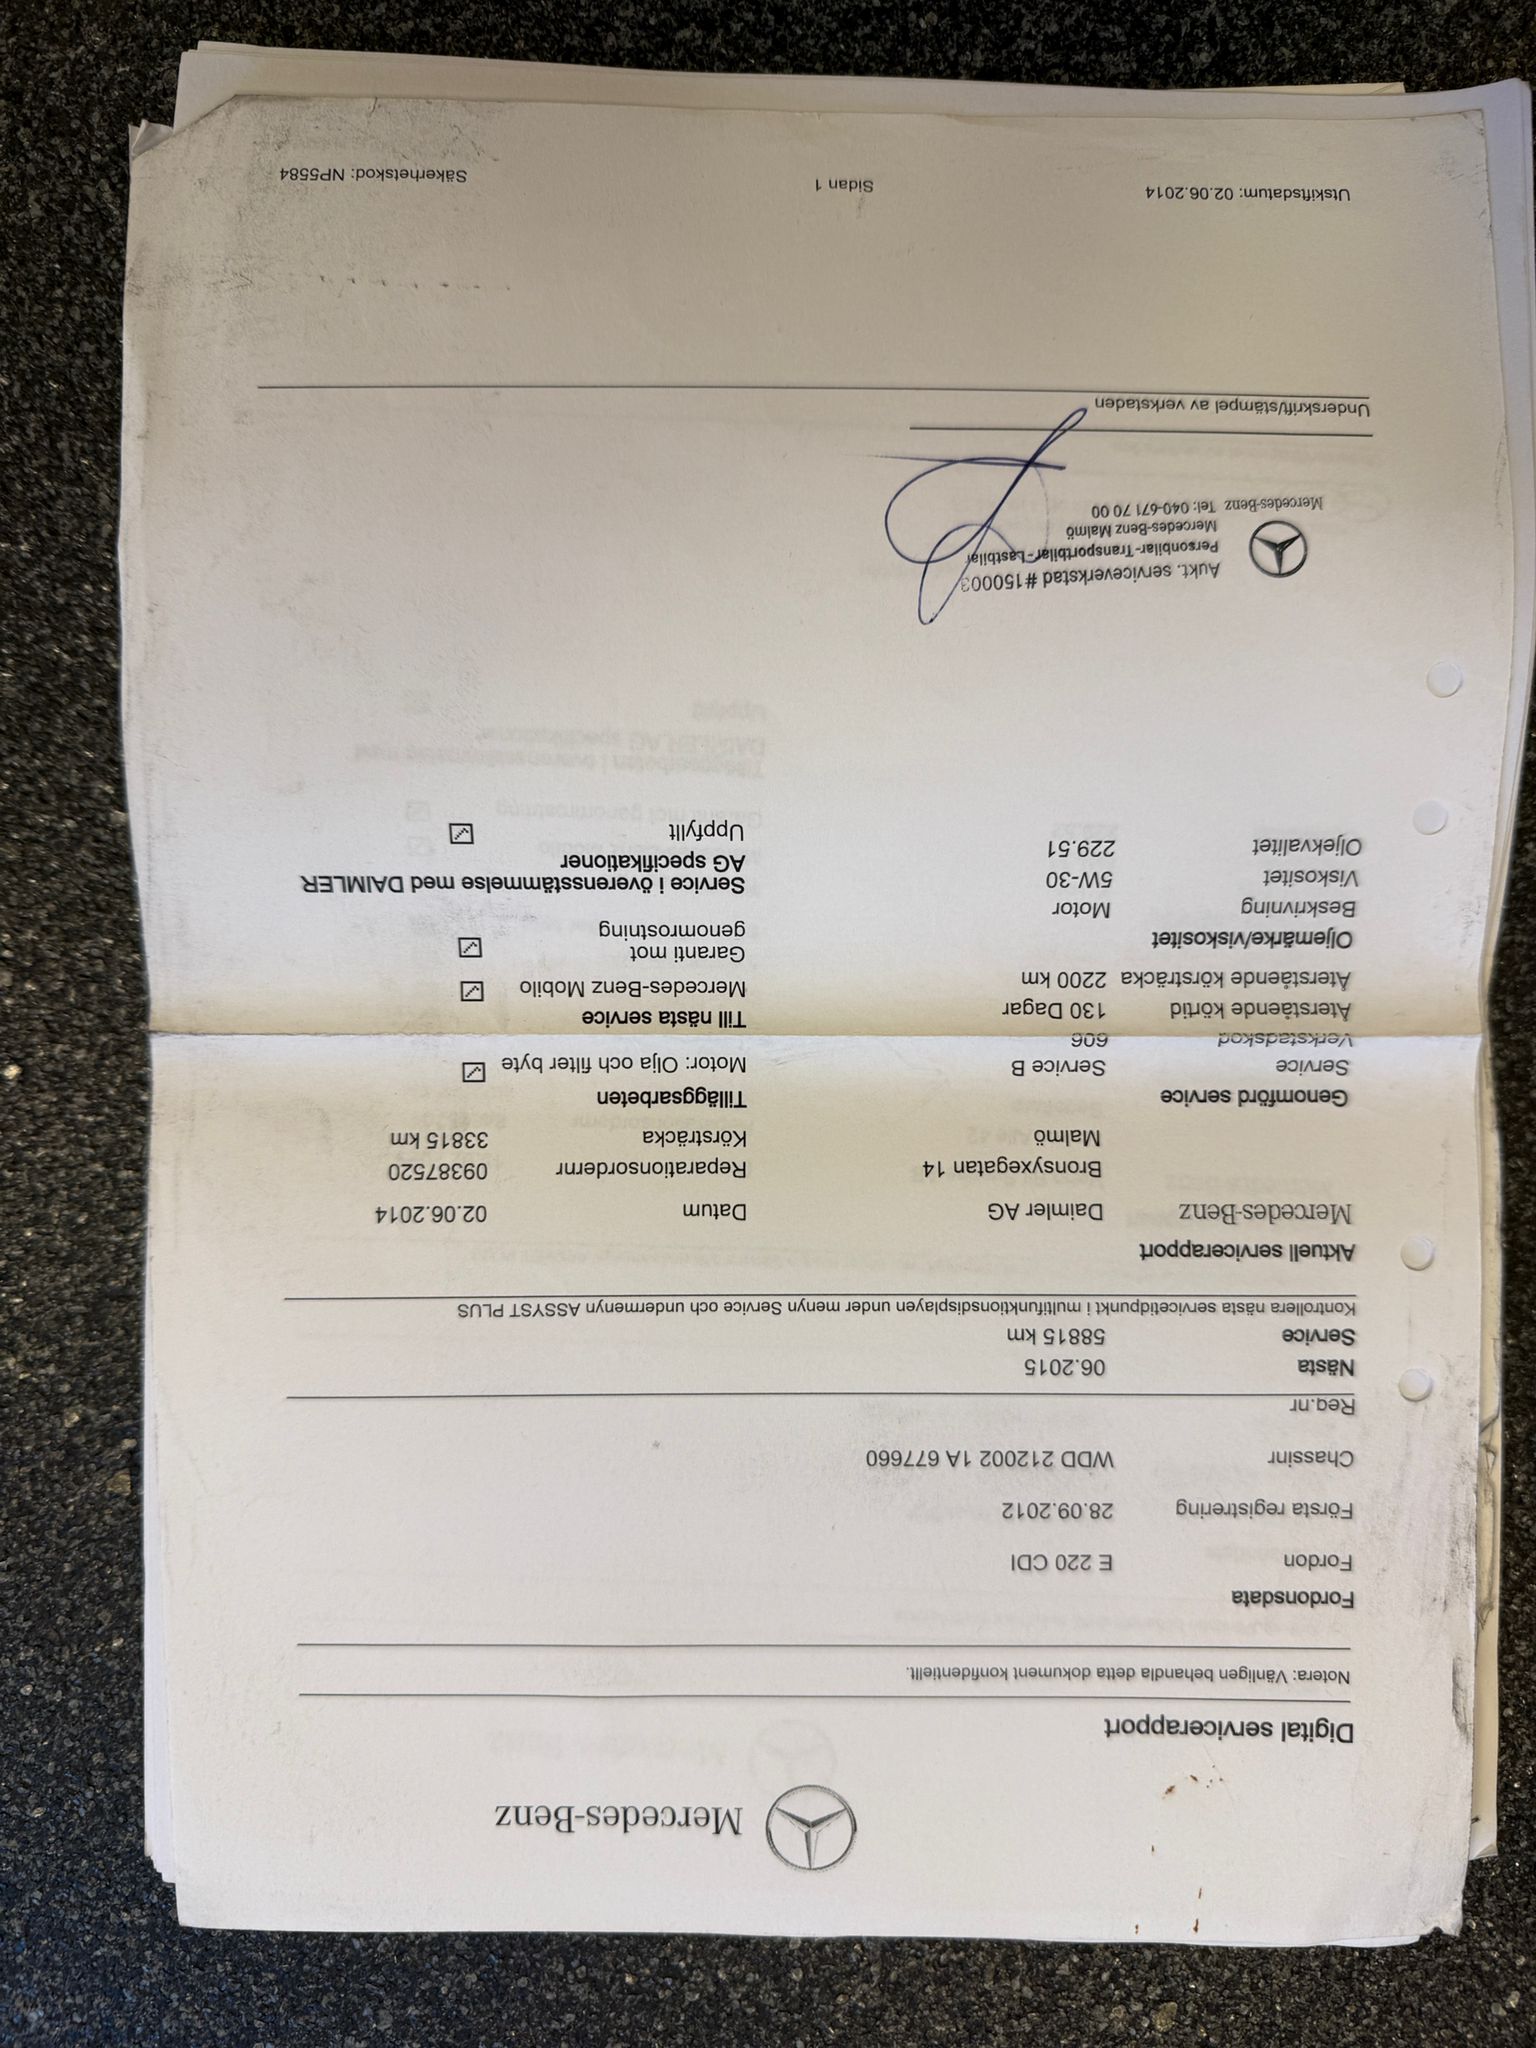 Mercedes-Benz
Digital servicerapport
Notera: Vänligen behandla detta dokument konfidentiellt.
Fordonsdata
Fordon E 220 CDI
Första registrering 28.09.2012
Chassinr WDD 212002 1A 677660
Reg.nr
Nästa 06.2015
Service 58815 km
Kontrollera nästa servicetidpunkt i multifunktionsdisplayen under menyn Service och undermenyn ASSYST PLUS
Aktuell servicerapport
Mercedes-Benz Daimler AG Datum 02.06.2014
Bronsyxegatan 14 Reparationsordernr 09387520
Malmö Körsträcka 33815 km
Genomförd service Tilläggsarbeten
Service Service B Motor: Olja och filter byte ☑
Verkstadskod 606
Återstående körtid 130 Dagar Till nästa service
Återstående körsträcka 2200 km Mercedes-Benz Mobilo ☑
Garanti mot ☑
genomrostning
Oljemärke/viskositet
Beskrivning Motor
Viskositet 5W-30 Service i överensstämmelse med DAIMLER
AG specifikationer
Oljekvalitet 229.51 Uppfyllt ☑
Aukt. serviceverkstad #150003
Personbilar-Transportbilar-Lastbilar
Mercedes-Benz Malmö
Mercedes-Benz Tel: 040-671 70 00
Underskrift/stämpel av verkstaden
Utskiftsdatum: 02.06.2014 Sidan 1 Säkerhetskod: NP5584